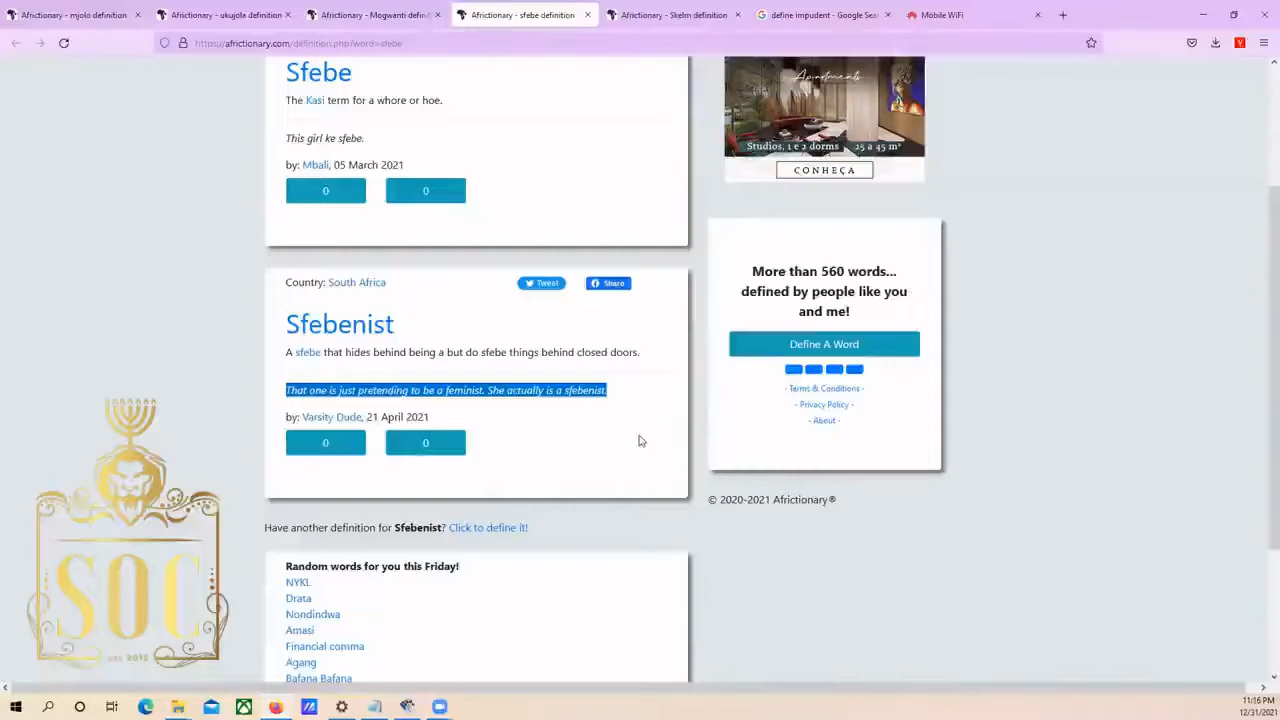 Africtionary - mjolo definition
Africtionary - ukujola definition
Africtionary - Mogwanti defini
Africtionary - sfebe definition
Africtionary - Skelm definition
define impudent - Google Sear
Mobile WiFi
https://africtionary.com/definition.php?word=sfebe
Sfebe
The Kasi term for a whore or hoe.
This girl ke sfebe.
by: Mbali, 05 March 2021
0 0
Apartments
Studios, 1 e 2 dorms 25 a 45 m²
CONHEÇA
Country: South Africa
Tweet
Share
Sfebenist
A sfebe that hides behind being a but do sfebe things behind closed doors.
That one is just pretending to be a feminist. She actually is a sfebenist.
by: Varsity Dude, 21 April 2021
0 0
More than 560 words...
defined by people like you
and me!
Define A Word
- Terms & Conditions -
- Privacy Policy -
- About -
© 2020-2021 Africtionary®
Have another definition for Sfebenist? Click to define it!
Random words for you this Friday!
NYKL
Drata
Nondindwa
Amasi
Financial comma
Agang
Bafana Bafana
SOC
EST 2015
11:16 PM
12/31/2021